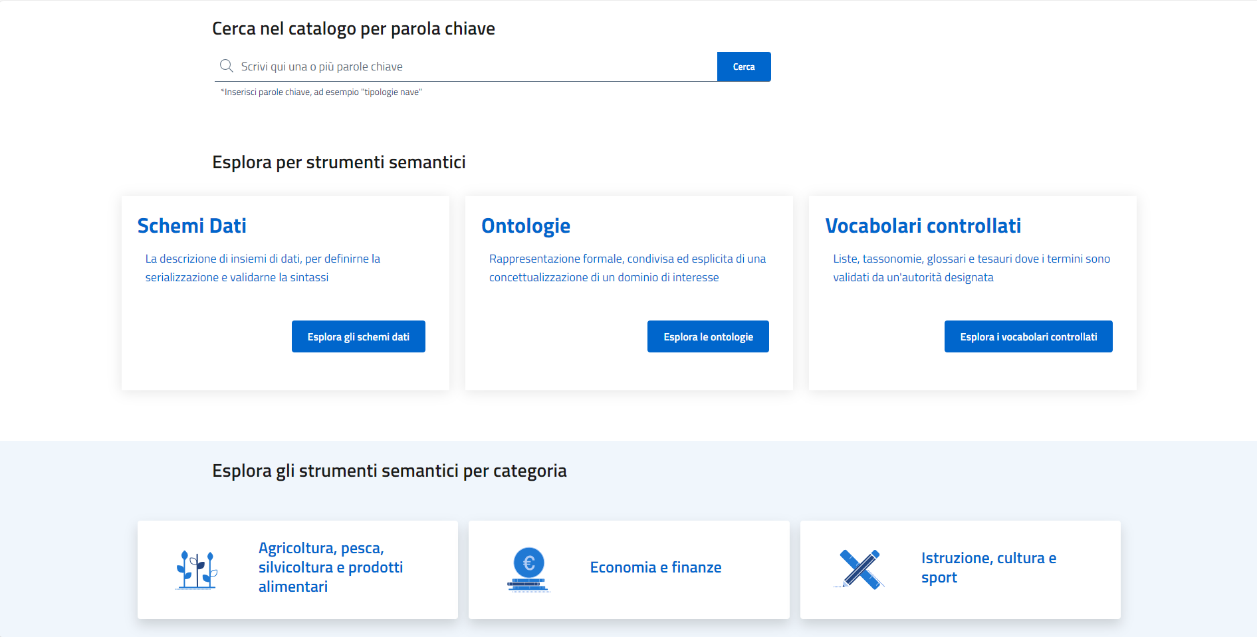 Cerca nel catalogo per parola chiave
Scrivi qui una o più parole chiave
Cerca
*Inserisci parole chiave, ad esempio "tipologie nave"
Esplora per strumenti semantici
Schemi Dati
La descrizione di insiemi di dati, per definirne la
serializzazione e validarne la sintassi
Esplora gli schemi dati
Ontologie
Rappresentazione formale, condivisa ed esplicita di una
concettualizzazione di un dominio di interesse
Esplora le ontologie
Vocabolari controllati
Liste, tassonomie, glossari e tesauri dove i termini sono
validati da un'autorità designata
Esplora i vocabolari controllati
Esplora gli strumenti semantici per categoria
Agricoltura, pesca,
silvicoltura e prodotti
alimentari
€
Economia e finanze
Istruzione, cultura e
sport